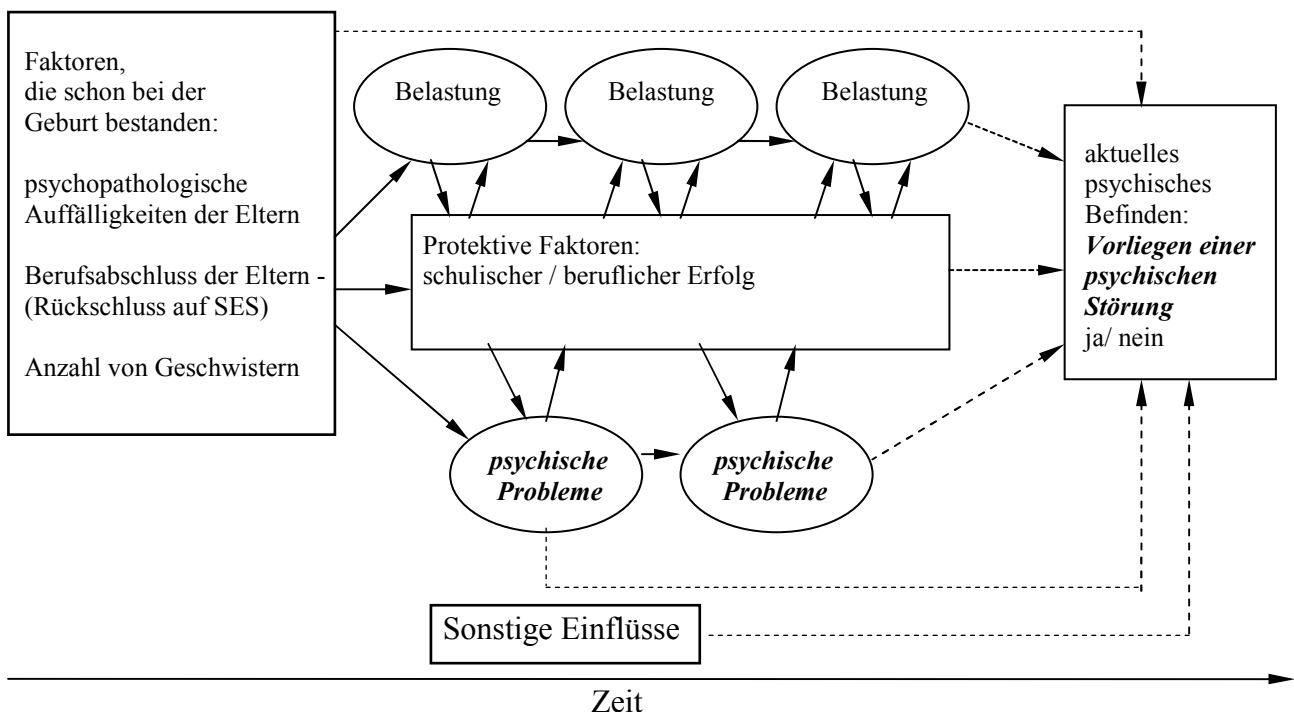 Faktoren,
die schon bei der
Geburt bestanden:
psychopathologische
Auffälligkeiten der Eltern
Berufsabschluss der Eltern -
(Rückschluss auf SES)
Anzahl von Geschwistern
Belastung
Belastung
Belastung
Protektive Faktoren:
schulischer / beruflicher Erfolg
psychische
Probleme
psychische
Probleme
aktuelles
psychisches
Befinden:
Vorliegen einer
psychischen
Störung
ja/ nein
Sonstige Einflüsse
Zeit